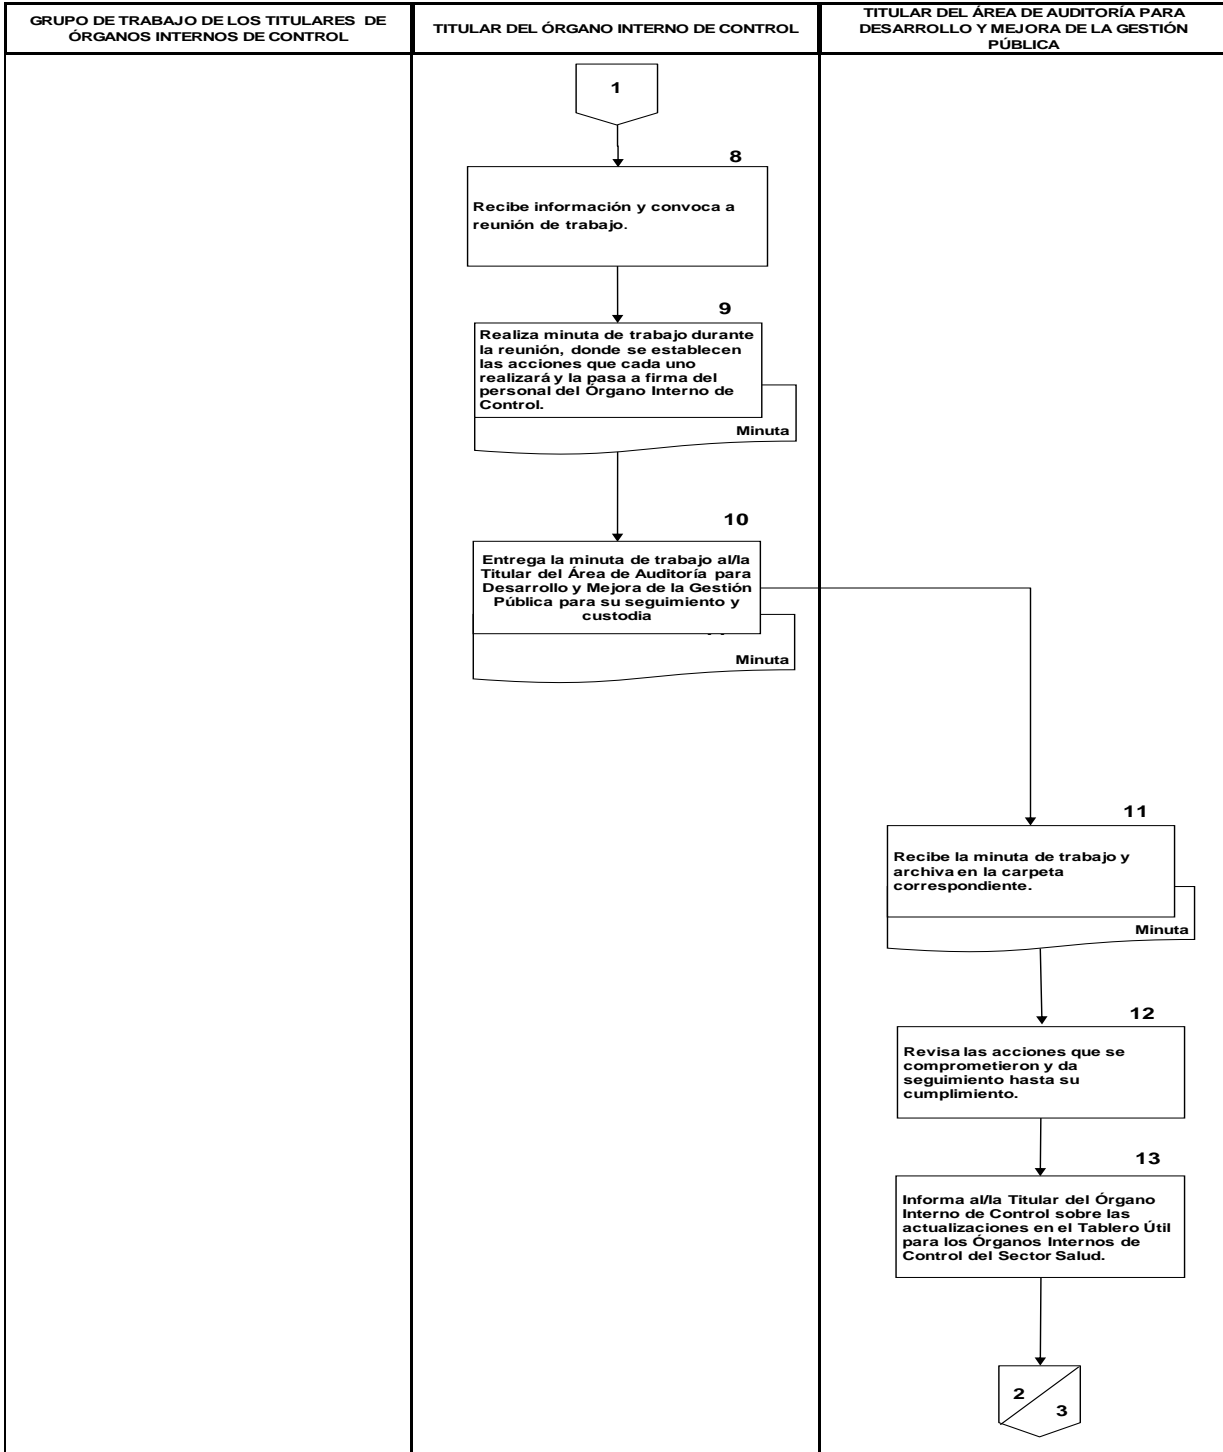 GRUPO DE TRABAJO DE LOS TITULARES DE
ÓRGANOS INTERNOS DE CONTROL
TITULAR DEL ÓRGANO INTERNO DE CONTROL
TITULAR DEL ÁREA DE AUDITORÍA PARA
DESARROLLO Y MEJORA DE LA GESTIÓN
PÚBLICA
1
8
Recibe información y convoca a
reunión de trabajo.
9
Realiza minuta de trabajo durante
la reunión, donde se establecen
las acciones que cada uno
realizará y la pasa a firma del
personal del Órgano Interno de
Control.
Minuta
10
Entrega la minuta de trabajo al/la
Titular del Área de Auditoría para
Desarrollo y Mejora de la Gestión
Pública para su seguimiento y
custodia
Minuta
11
Recibe la minuta de trabajo y
archiva en la carpeta
correspondiente.
Minuta
12
Revisa las acciones que se
comprometieron y da
seguimiento hasta su
cumplimiento.
13
Informa al/la Titular del Órgano
Interno de Control sobre las
actualizaciones en el Tablero Útil
para los Órganos Internos de
Control del Sector Salud.
2
3